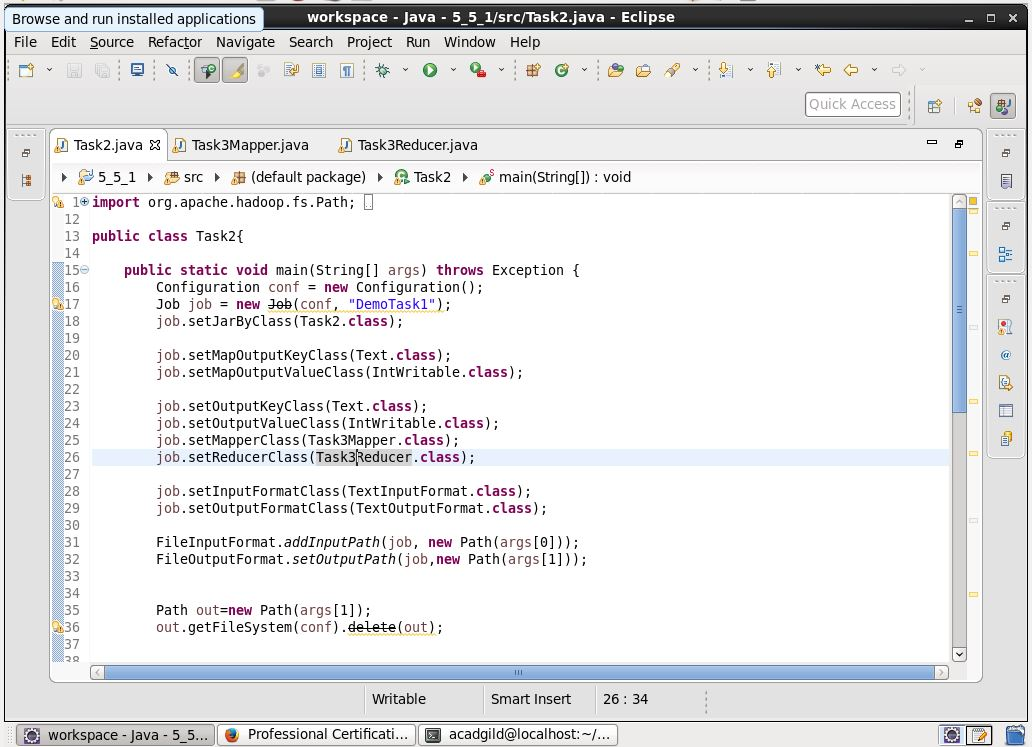 Browse and run installed applications
workspace - Java - 5_5_1/src/Task2.java - Eclipse
File Edit Source Refactor Navigate Search Project Run Window Help
Quick Access
Task2.java Task3Mapper.java Task3Reducer.java
5_5_1 src (default package) Task2 main(String[]) : void
1 import org.apache.hadoop.fs.Path;
12
13 public class Task2{
14
15 public static void main(String[] args) throws Exception {
16 Configuration conf = new Configuration();
17 Job job = new Job(conf, "DemoTask1");
18 job.setJarByClass(Task2.class);
19
20 job.setMapOutputKeyClass(Text.class);
21 job.setMapOutputValueClass(IntWritable.class);
22
23 job.setOutputKeyClass(Text.class);
24 job.setOutputValueClass(IntWritable.class);
25 job.setMapperClass(Task3Mapper.class);
26 job.setReducerClass(Task3Reducer.class);
27
28 job.setInputFormatClass(TextInputFormat.class);
29 job.setOutputFormatClass(TextOutputFormat.class);
30
31 FileInputFormat.addInputPath(job, new Path(args[0]));
32 FileOutputFormat.setOutputPath(job,new Path(args[1]));
33
34
35 Path out=new Path(args[1]);
36 out.getFileSystem(conf).delete(out);
37
38
Writable Smart Insert 26 : 34
workspace - Java - 5_5... Professional Certificati... acadgild@localhost:~/...